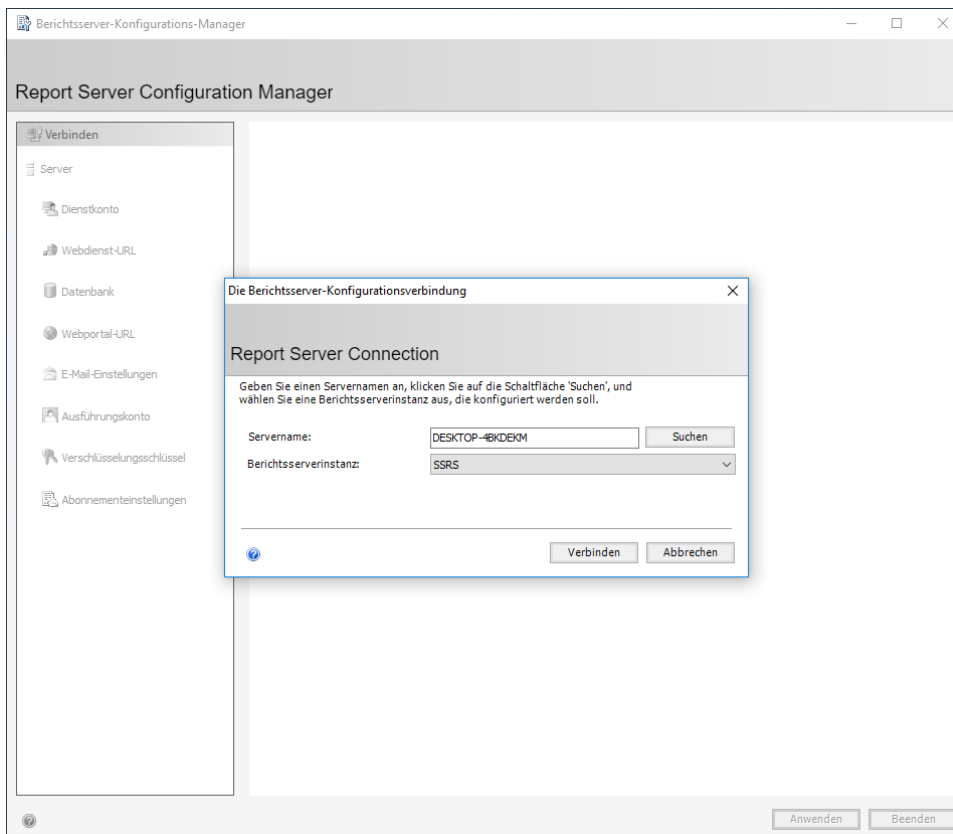 Berichtsserver-Konfigurations-Manager
Report Server Configuration Manager
Verbinden
Server
Dienstkonto
Webdienst-URL
Datenbank
Webportal-URL
E-Mail-Einstellungen
Ausführungskonto
Verschlüsselungsschlüssel
Abonnementeinstellungen
Die Berichtsserver-Konfigurationsverbindung
Report Server Connection
Geben Sie einen Servernamen an, klicken Sie auf die Schaltfläche 'Suchen', und
wählen Sie eine Berichtsserverinstanz aus, die konfiguriert werden soll.
Servername: DESKTOP-4BKDEKM Suchen
Berichtsserverinstanz: SSRS
Verbinden Abbrechen
Anwenden Beenden